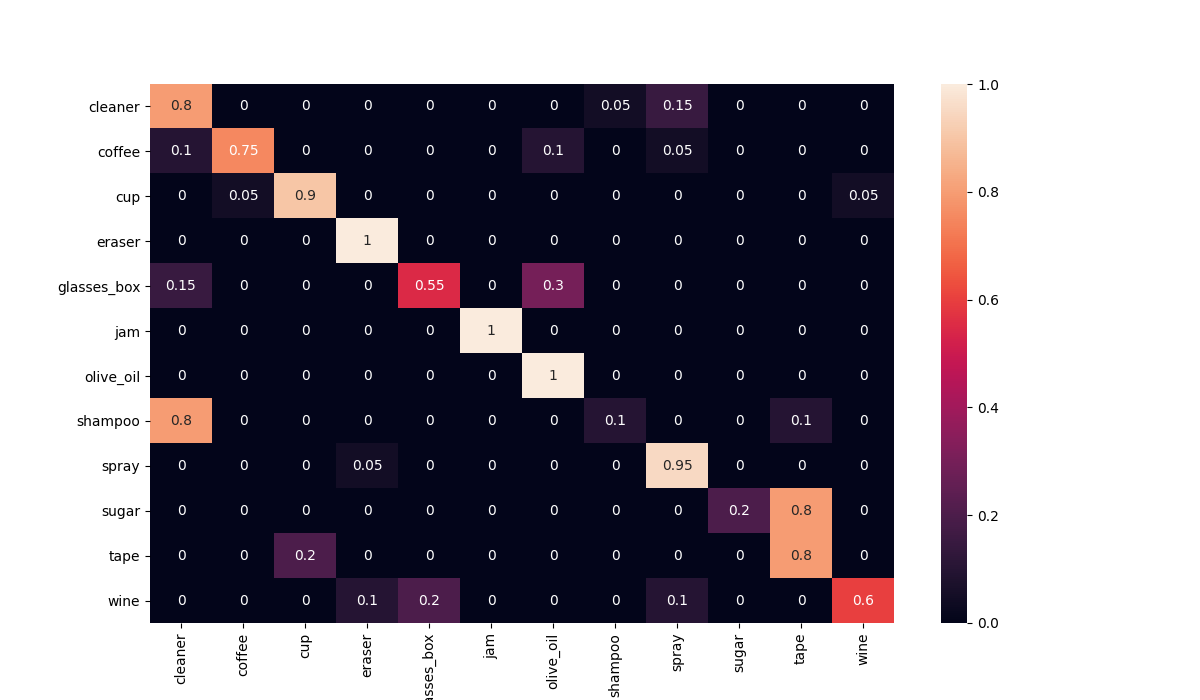 cleaner 0.8 0 0 0 0 0 0 0.05 0.15 0 0 0
coffee 0.1 0.75 0 0 0 0 0.1 0 0.05 0 0 0
cup 0 0.05 0.9 0 0 0 0 0 0 0 0 0.05
eraser 0 0 0 1 0 0 0 0 0 0 0 0
glasses_box 0.15 0 0 0 0.55 0 0.3 0 0 0 0 0
jam 0 0 0 0 0 1 0 0 0 0 0 0
olive_oil 0 0 0 0 0 0 1 0 0 0 0 0
shampoo 0.8 0 0 0 0 0 0 0.1 0 0 0.1 0
spray 0 0 0 0.05 0 0 0 0 0.95 0 0 0
sugar 0 0 0 0 0 0 0 0 0 0.2 0.8 0
tape 0 0 0.2 0 0 0 0 0 0 0 0.8 0
wine 0 0 0 0.1 0.2 0 0 0 0.1 0 0 0.6
cleaner coffee cup eraser asses_box jam olive_oil shampoo spray sugar tape wine
1.0
0.8
0.6
0.4
0.2
0.0